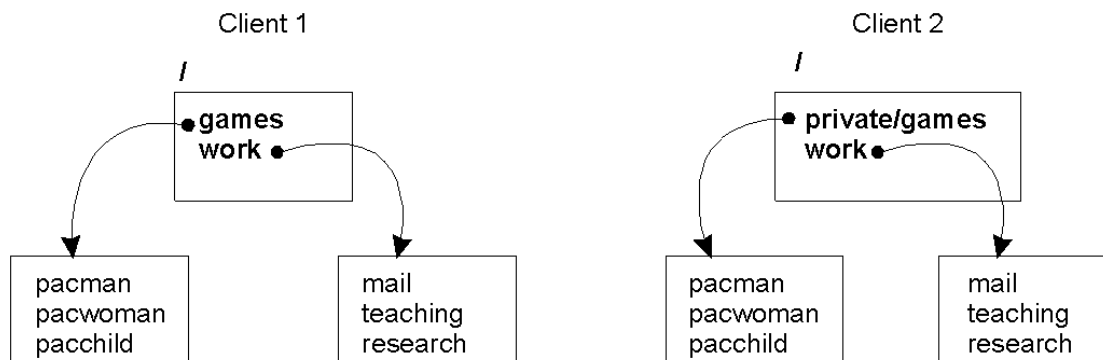 Client 1
/
games
work
pacman
pacwoman
pacchild
mail
teaching
research
Client 2
/
private/games
work
pacman
pacwoman
pacchild
mail
teaching
research